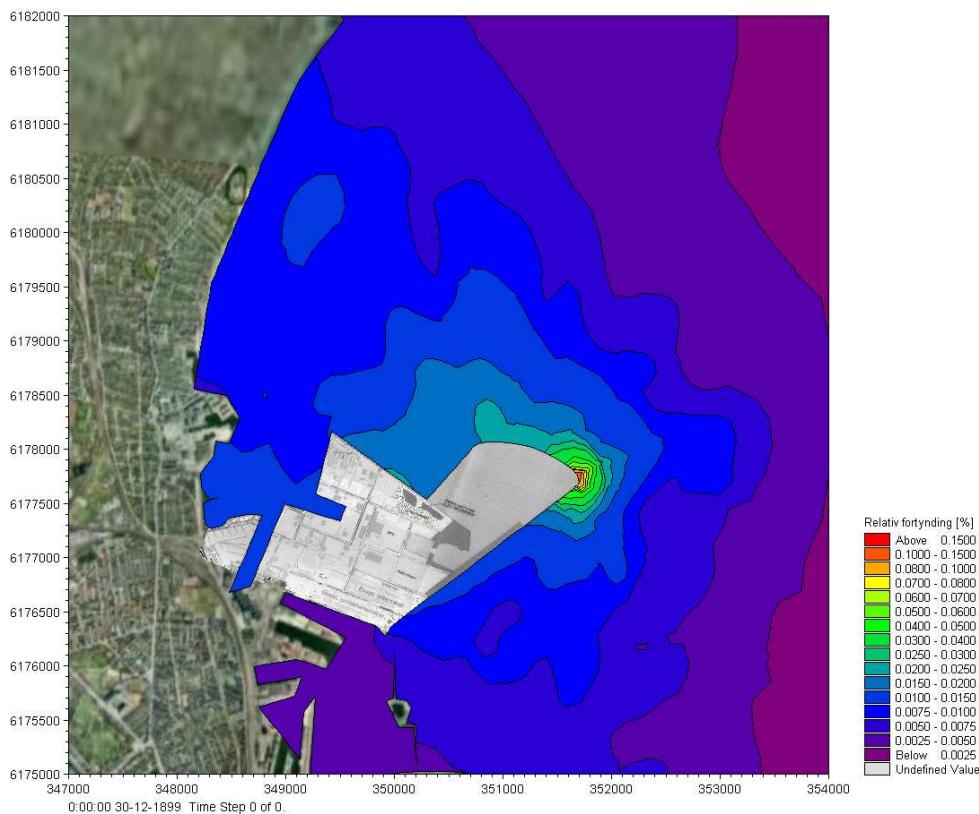 6182000
6181500
6181000
6180500
6180000
6179500
6179000
6178500
6178000
6177500
6177000
6176500
6176000
6175500
6175000
347000 348000 349000 350000 351000 352000 353000 354000
0:00:00 30-12-1899 Time Step 0 of 0.
Relativ fortynding [%]
Above 0.1500
0.1000 - 0.1500
0.0800 - 0.1000
0.0700 - 0.0800
0.0600 - 0.0700
0.0500 - 0.0600
0.0400 - 0.0500
0.0300 - 0.0400
0.0250 - 0.0300
0.0200 - 0.0250
0.0150 - 0.0200
0.0100 - 0.0150
0.0075 - 0.0100
0.0050 - 0.0075
0.0025 - 0.0050
Below 0.0025
Undefined Value